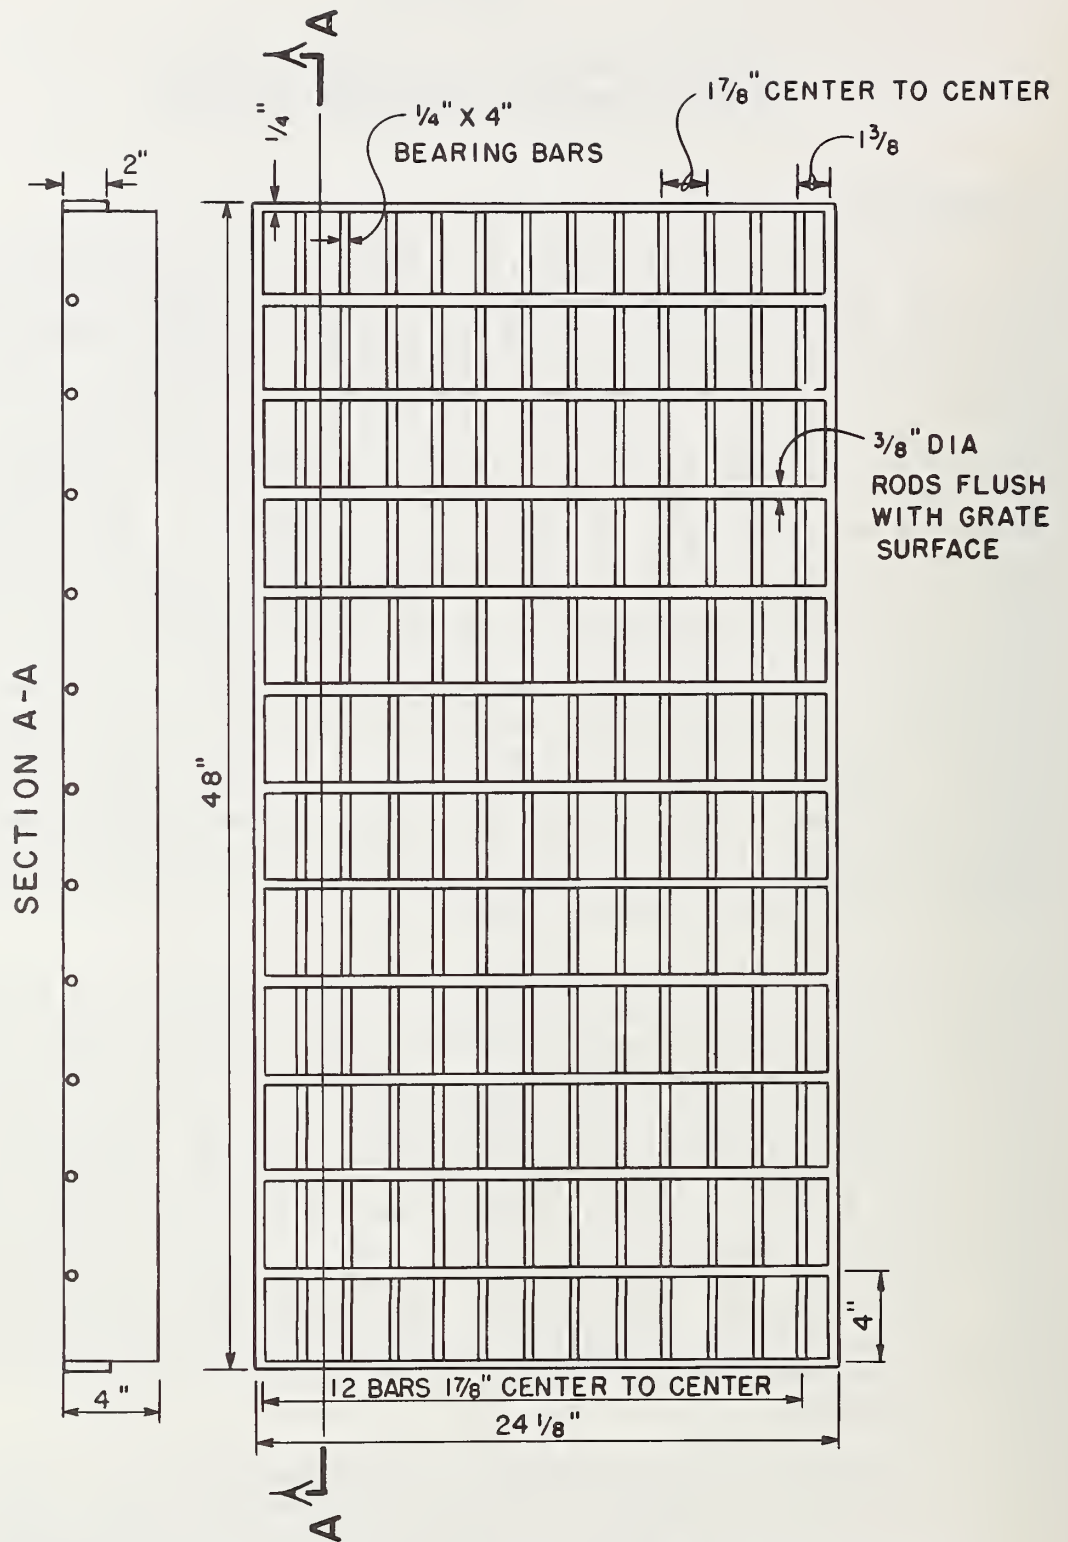 A
1/4"
1/4" X 4"
BEARING BARS
1 7/8" CENTER TO CENTER
1 3/8
2"
3/8" DIA
RODS FLUSH
WITH GRATE
SURFACE
SECTION A-A
48"
4"
4"
12 BARS 1 7/8" CENTER TO CENTER
24 1/8"
A